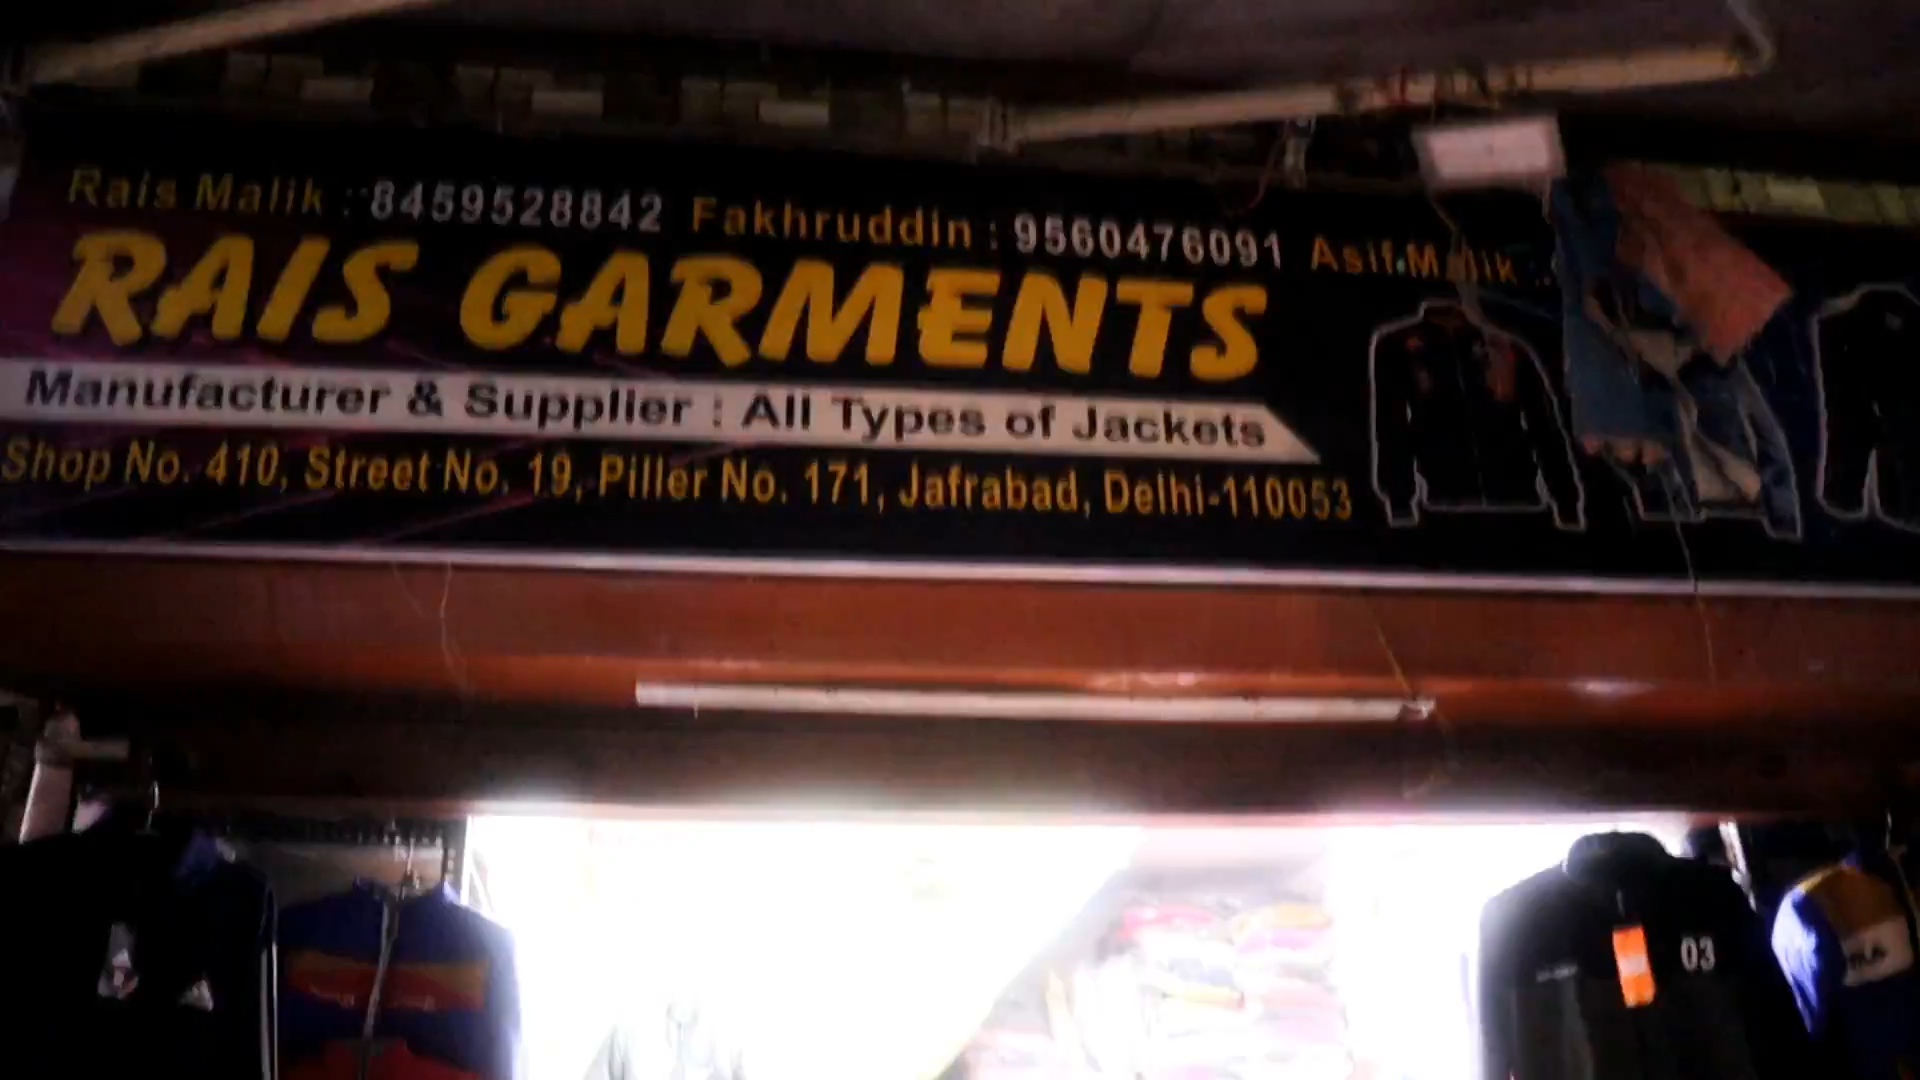 Rais Malik : 8459528842 Fakhruddin : 9560476091 Asif Malik :
RAIS GARMENTS
Manufacturer & Supplier : All Types of Jackets
Shop No. 410, Street No. 19, Piller No. 171, Jafrabad, Delhi-110053
03